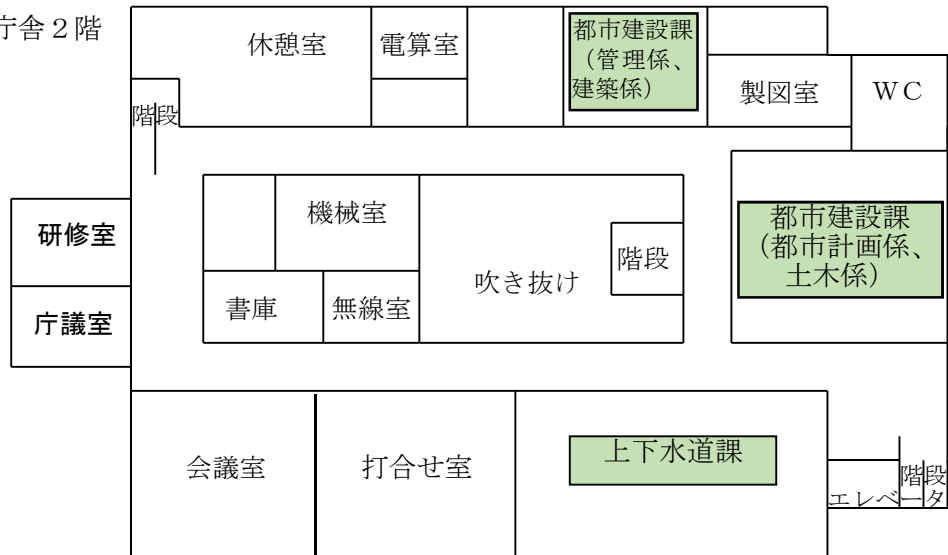 庁舎２階
休憩室
電算室
都市建設課
（管理係、
建築係）
製図室
ＷＣ
階段
研修室
機械室
都市建設課
（都市計画係、
土木係）
階段
吹き抜け
書庫
無線室
庁議室
会議室
打合せ室
上下水道課
階段
エレベータ